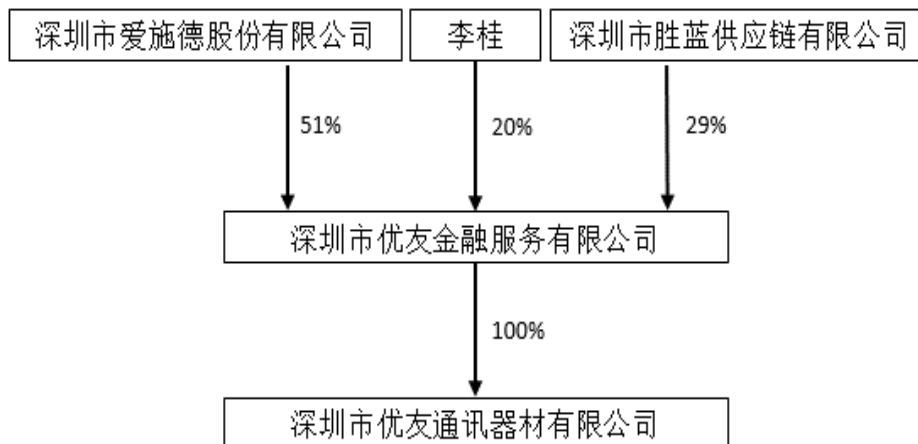 深圳市爱施德股份有限公司
李桂
深圳市胜蓝供应链有限公司
51%
20%
29%
深圳市优友金融服务有限公司
100%
深圳市优友通讯器材有限公司